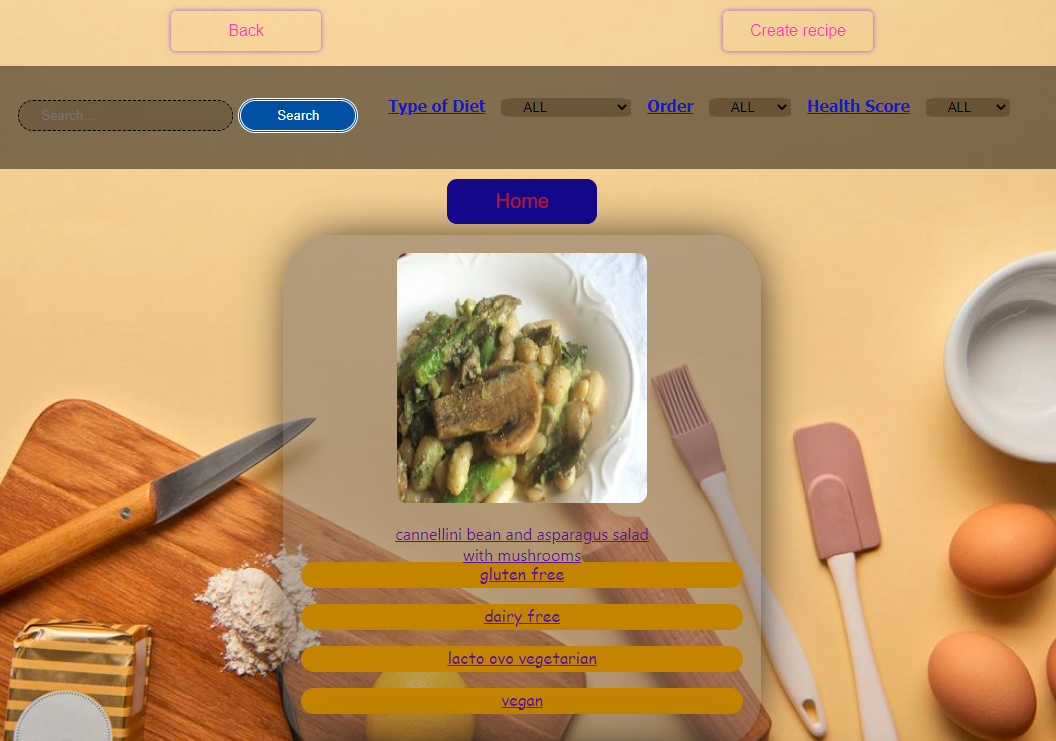 Back
Create recipe
Search...
Search
Type of Diet
ALL
Order
ALL
Health Score
ALL
Home
cannellini bean and asparagus salad
with mushrooms
gluten free
dairy free
lacto ovo vegetarian
vegan